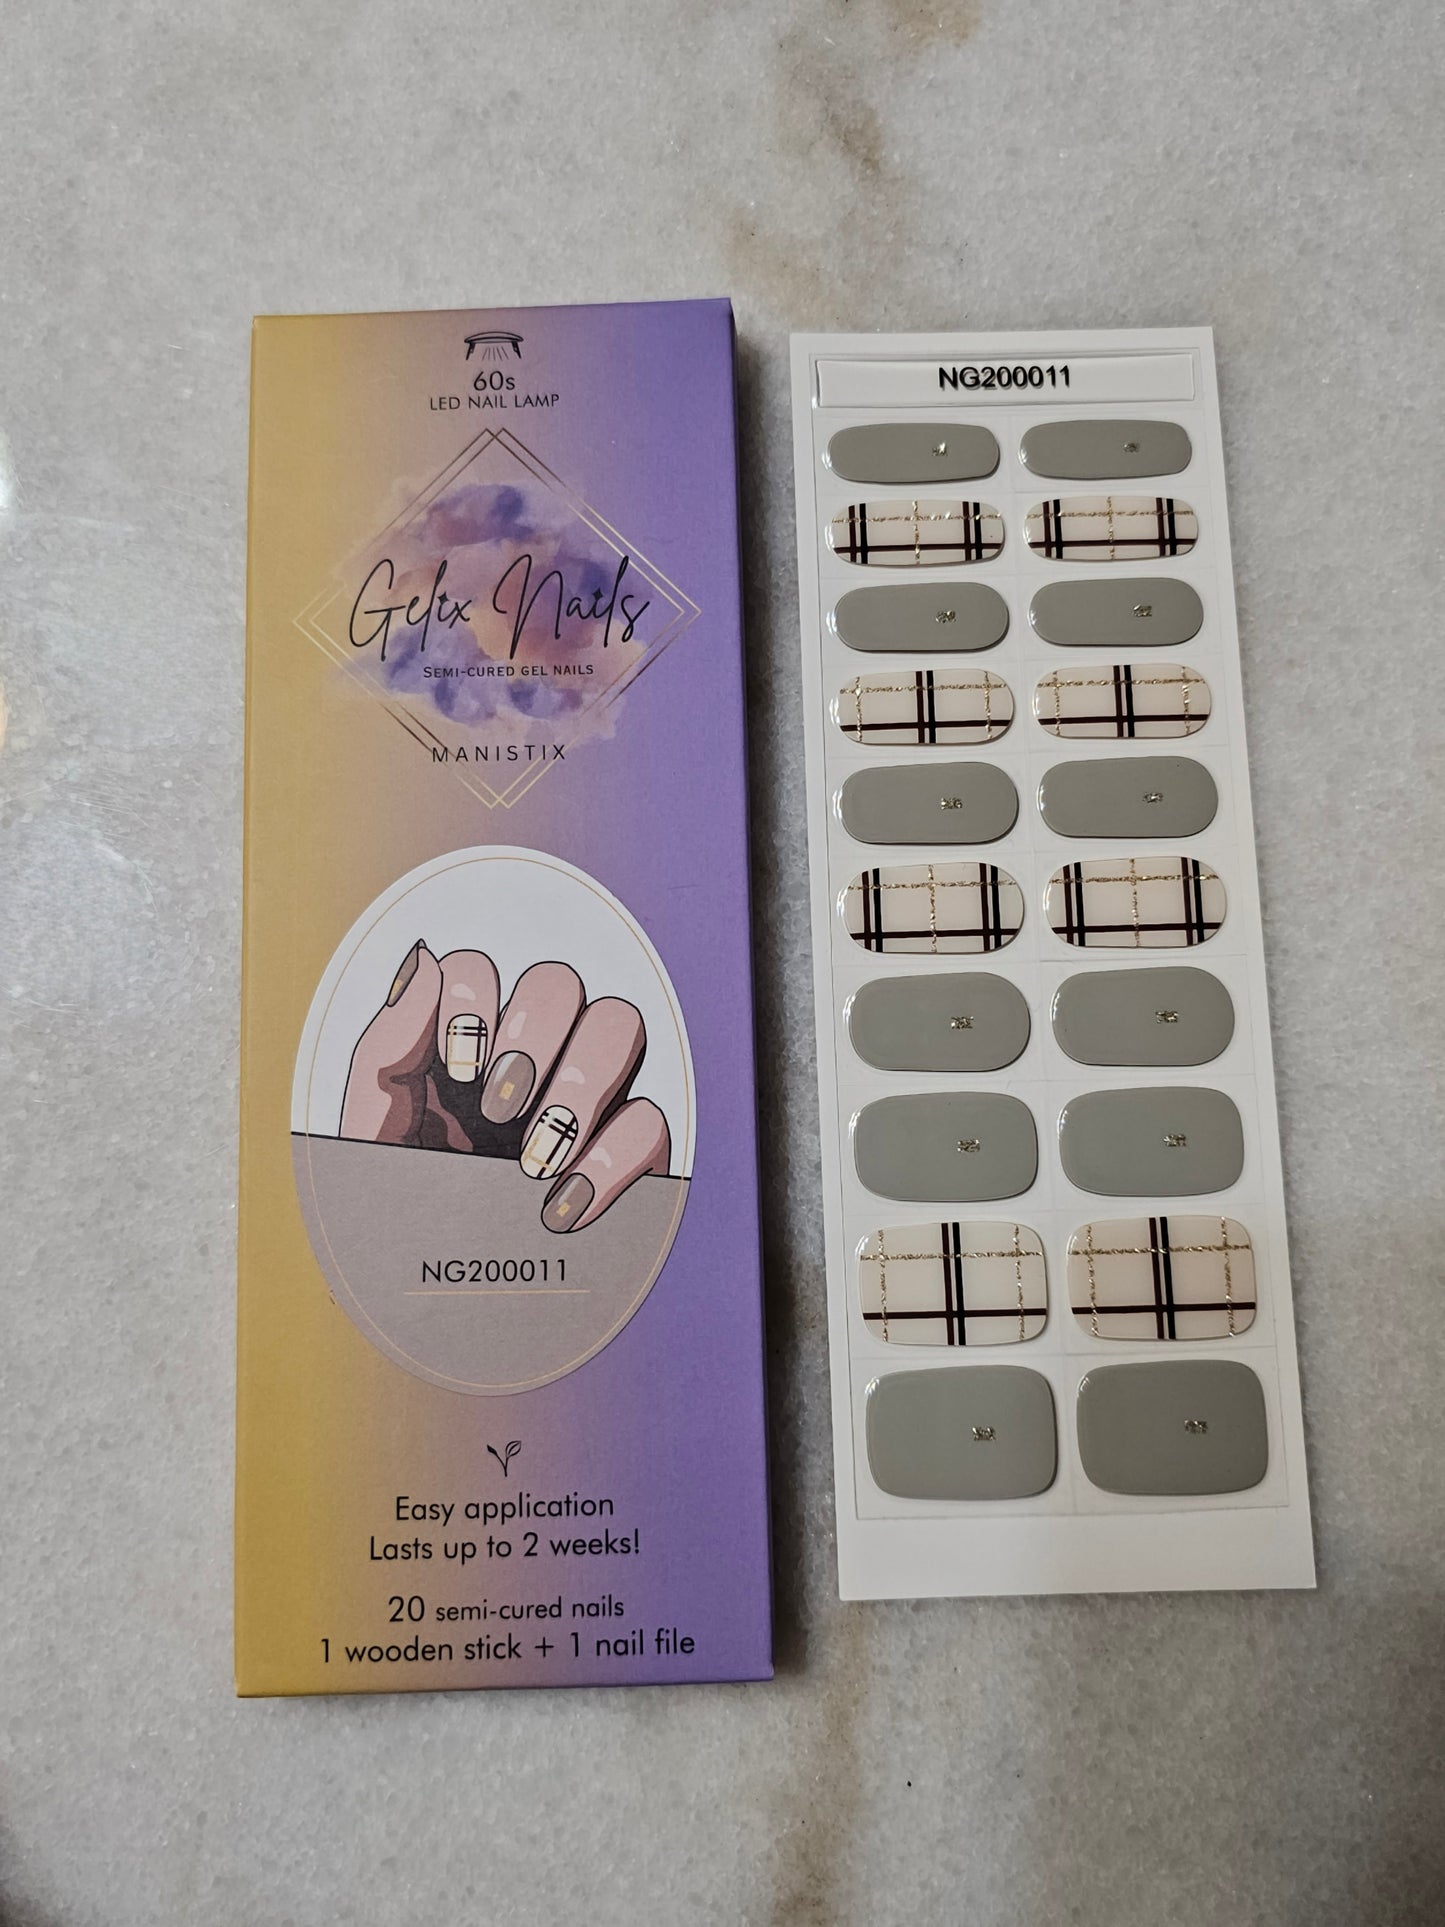 60s
LED NAIL LAMP
Gelix Nails
SEMI-CURED GEL NAILS
MANISTIX
NG200011
Easy application
Lasts up to 2 weeks!
20 semi-cured nails
1 wooden stick + 1 nail file
NG200011